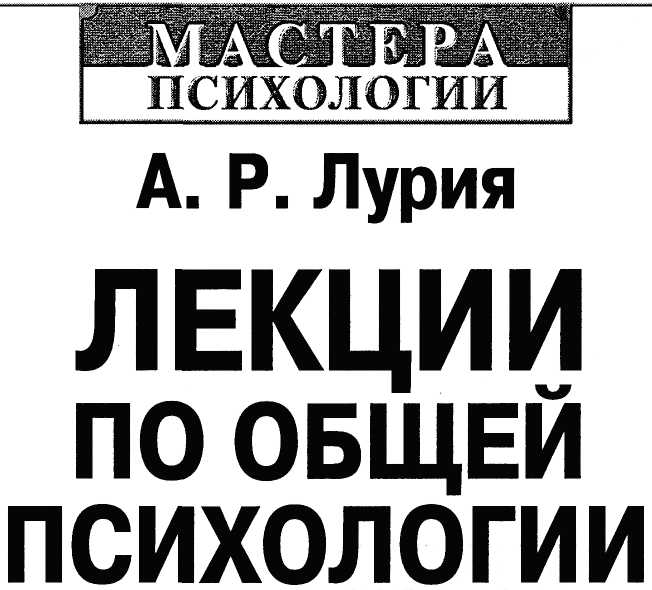 МАСТЕРА
ПСИХОЛОГИИ
А. Р. Лурия
ЛЕКЦИИ
ПО ОБЩЕЙ
ПСИХОЛОГИИ